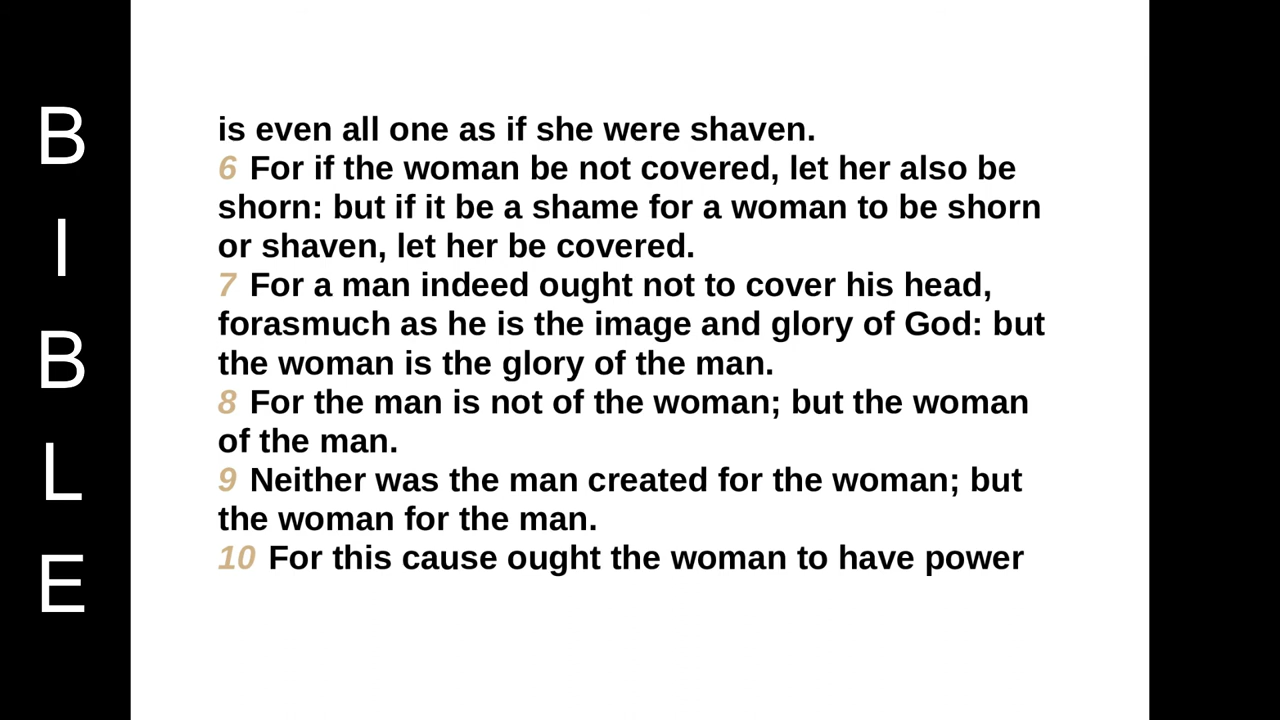 B
I
B
L
E
is even all one as if she were shaven.
6 For if the woman be not covered, let her also be
shorn: but if it be a shame for a woman to be shorn
or shaven, let her be covered.
7 For a man indeed ought not to cover his head,
forasmuch as he is the image and glory of God: but
the woman is the glory of the man.
8 For the man is not of the woman; but the woman
of the man.
9 Neither was the man created for the woman; but
the woman for the man.
10 For this cause ought the woman to have power